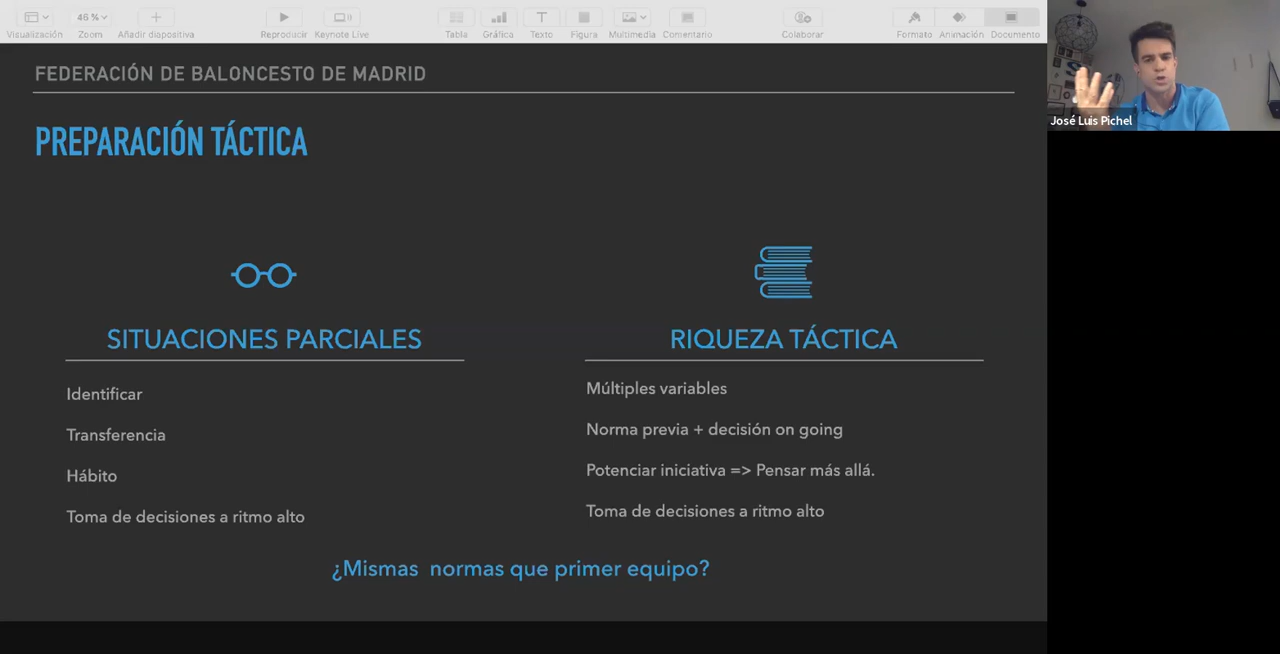 Visualización
Zoom
Añadir diapositiva
Reproducir
Keynote Live
Tabla
Gráfica
Texto
Figura
Multimedia
Comentario
Colaborar
Formato
Animación
Documento
46 %
FEDERACIÓN DE BALONCESTO DE MADRID
José Luis Pichel
PREPARACIÓN TÁCTICA
SITUACIONES PARCIALES
Identificar
Transferencia
Hábito
Toma de decisiones a ritmo alto
RIQUEZA TÁCTICA
Múltiples variables
Norma previa + decisión on going
Potenciar iniciativa => Pensar más allá.
Toma de decisiones a ritmo alto
¿Mismas normas que primer equipo?